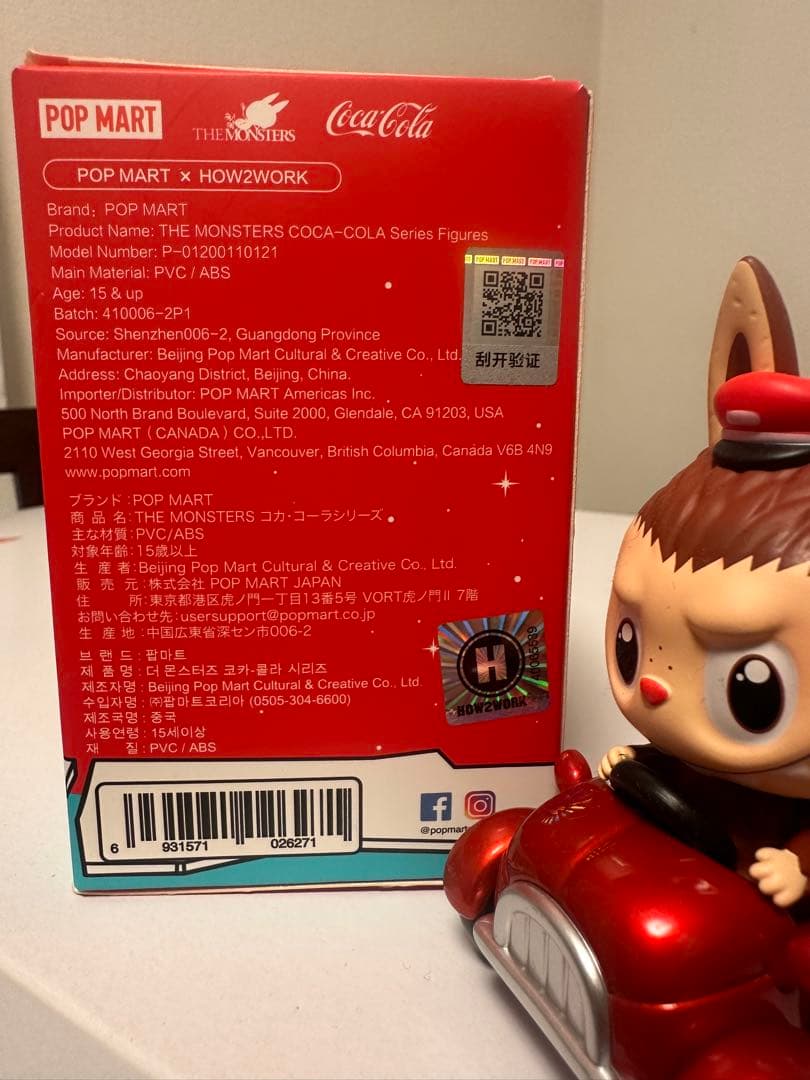 POP MART
THE MONSTERS
Coca-Cola
POP MART × HOW2WORK
Brand: POP MART
Product Name: THE MONSTERS COCA-COLA Series Figures
Model Number: P-01200110121
Main Material: PVC / ABS
Age: 15 & up
Batch: 410006-2P1
Source: Shenzhen006-2, Guangdong Province
Manufacturer: Beijing Pop Mart Cultural & Creative Co., Ltd.
Address: Chaoyang District, Beijing, China.
Importer/Distributor: POP MART Americas Inc.
500 North Brand Boulevard, Suite 2000, Glendale, CA 91203, USA
POP MART (CANADA) CO.,LTD.
2110 West Georgia Street, Vancouver, British Columbia, Canada V6B 4N9
www.popmart.com
POP MART POP MART POP MART
刮开验证
ブランド:POP MART
商品名:THE MONSTERS コカ・コーラシリーズ
主な材質:PVC/ABS
対象年齢:15歳以上
生産者:Beijing Pop Mart Cultural & Creative Co., Ltd.
販売元:株式会社 POP MART JAPAN
住所:東京都港区虎ノ門一丁目13番5号 VORT虎ノ門II 7階
お問い合わせ先:usersupport@popmart.co.jp
生産地:中国広東省深セン市006-2
H
HOW2WORK
브랜드:팝마트
제품명:더 몬스터즈 코카-콜라 시리즈
제조자명: Beijing Pop Mart Cultural & Creative Co., Ltd.
수입자명: ㈜팝마트코리아 (0505-304-6600)
제조국명: 중국
사용연령: 15세이상
재질: PVC / ABS
6 931571 026271
f
@popmart